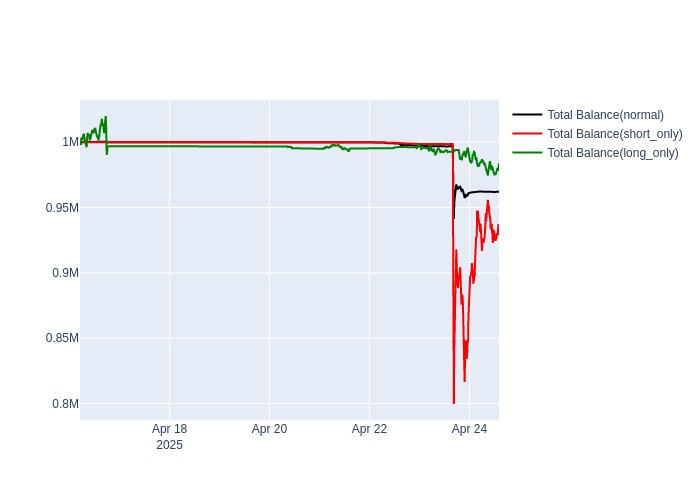 Total Balance(normal)
Total Balance(short_only)
Total Balance(long_only)
1M
0.95M
0.9M
0.85M
0.8M
Apr 18
2025
Apr 20
Apr 22
Apr 24